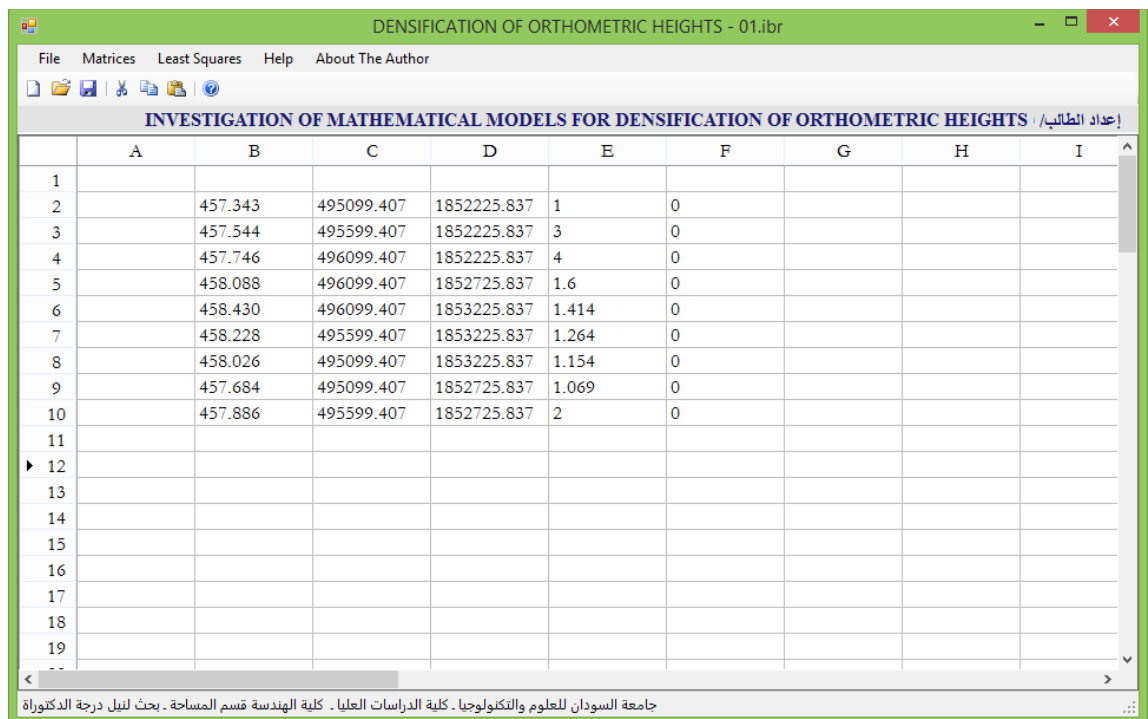 DENSIFICATION OF ORTHOMETRIC HEIGHTS - 01.ibr
File Matrices Least Squares Help About The Author
INVESTIGATION OF MATHEMATICAL MODELS FOR DENSIFICATION OF ORTHOMETRIC HEIGHTS إعداد الطالب/
A B C D E F G H I
1
2 457.343 495099.407 1852225.837 1 0
3 457.544 495599.407 1852225.837 3 0
4 457.746 496099.407 1852225.837 4 0
5 458.088 496099.407 1852725.837 1.6 0
6 458.430 496099.407 1853225.837 1.414 0
7 458.228 495599.407 1853225.837 1.264 0
8 458.026 495099.407 1853225.837 1.154 0
9 457.684 495099.407 1852725.837 1.069 0
10 457.886 495599.407 1852725.837 2 0
11
12
13
14
15
16
17
18
19
جامعة السودان للعلوم والتكنولوجيا ـ كلية الدراسات العليا ـ كلية الهندسة قسم المساحة ـ بحث لنيل درجة الدكتوراة